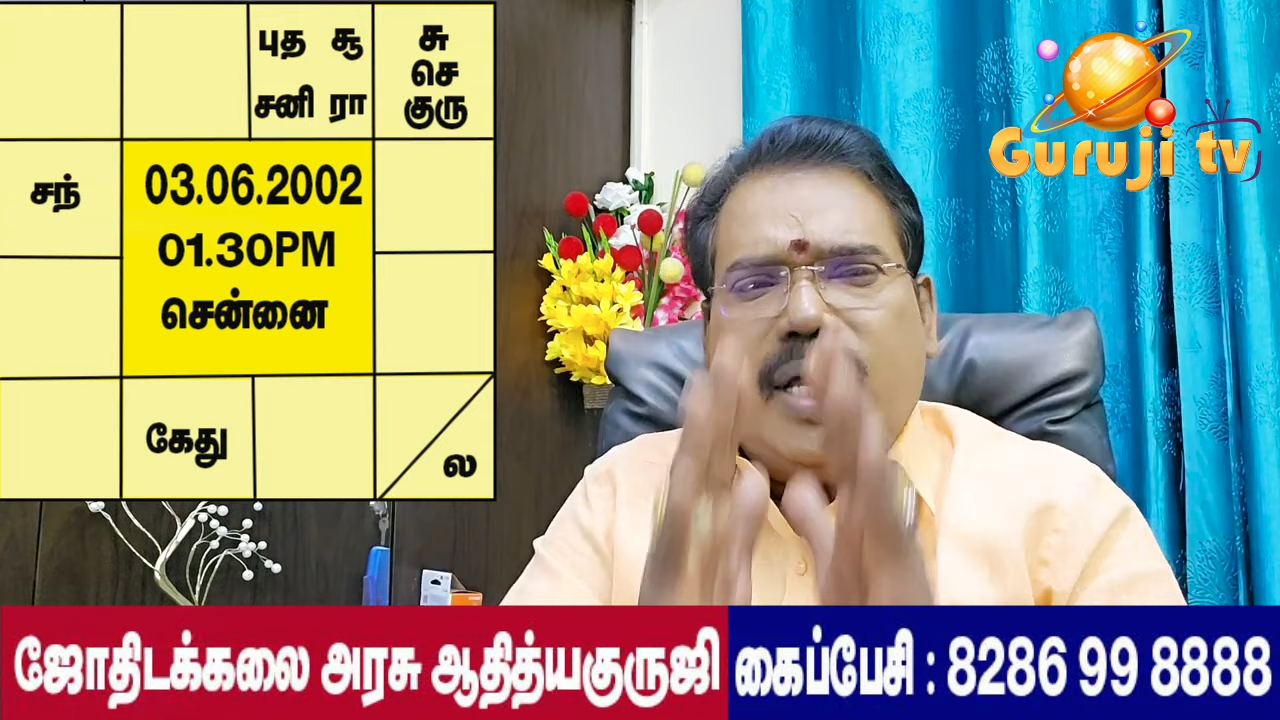 புத சூ
சனி ரா
சு
செ
குரு
சந்
03.06.2002
01.30PM
சென்னை
கேது
ல
Guruji tv
ஜோதிடக்கலை அரசு ஆதித்யகுருஜி
கைப்பேசி : 8286 99 8888